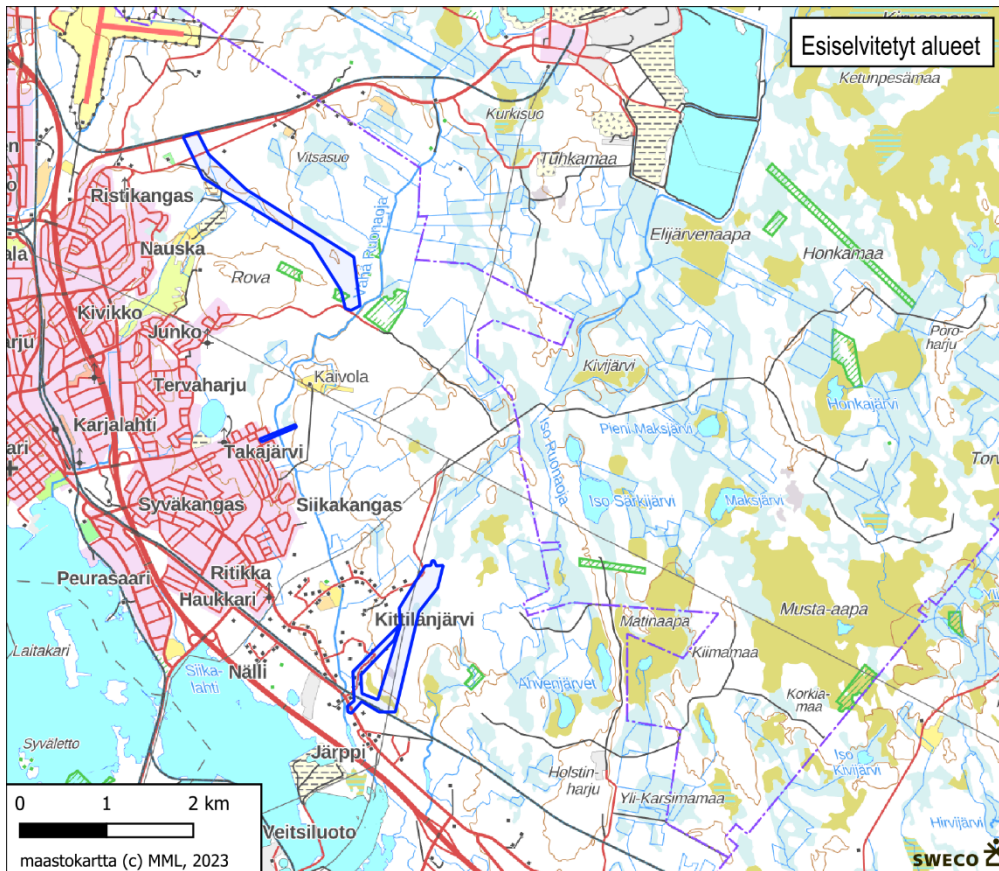 Esiselvitetyt alueet
Ketunpesämaa
Kurkisuo
Vitsasuo
Tuhkamaa
Ristikangas
Elijärvenaapa
Honkamaa
Nauska
Vähä Ruonaoja
Rova
Kivikko
Junko
Poro-
harju
Kivijärvi
Kaivola
Tervaharju
Honkajärvi
Karjalahti
Pieni Maksjärvi
Iso Ruonaoja
Takajärvi
Iso Särkijärvi
Maksjärvi
Syväkangas
Siikakangas
Peurasaari
Ritikka
Haukkari
Kittilänjärvi
Matinaapa
Musta-aapa
Laitakari
Kiimamaa
Nälli
Siika-
lahti
Ahvenjärvet
Korkia-
maa
Syväletto
Järppi
Iso
Kivijärvi
Holstin-
harju
Yli-Karsimamaa
0 1 2 km
Veitsiluoto
Hirvijärvi
maastokartta (c) MML, 2023
SWECO